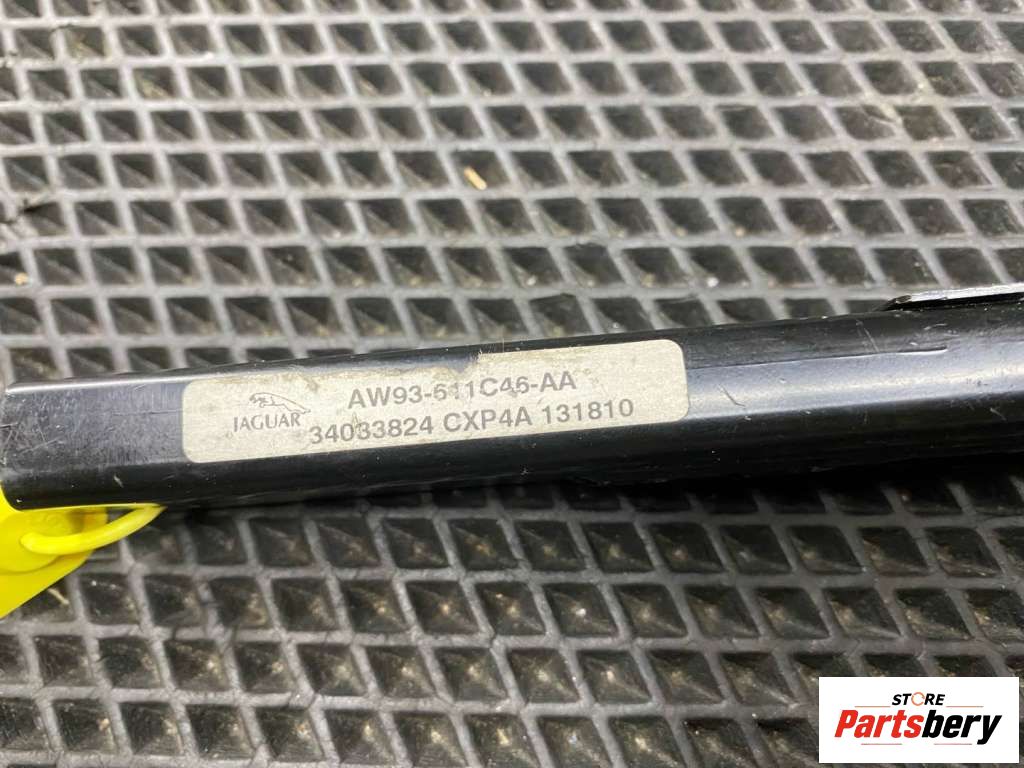 AW93-611C46-AA
JAGUAR 34033824 CXP4A 131810
STORE
Partsbery